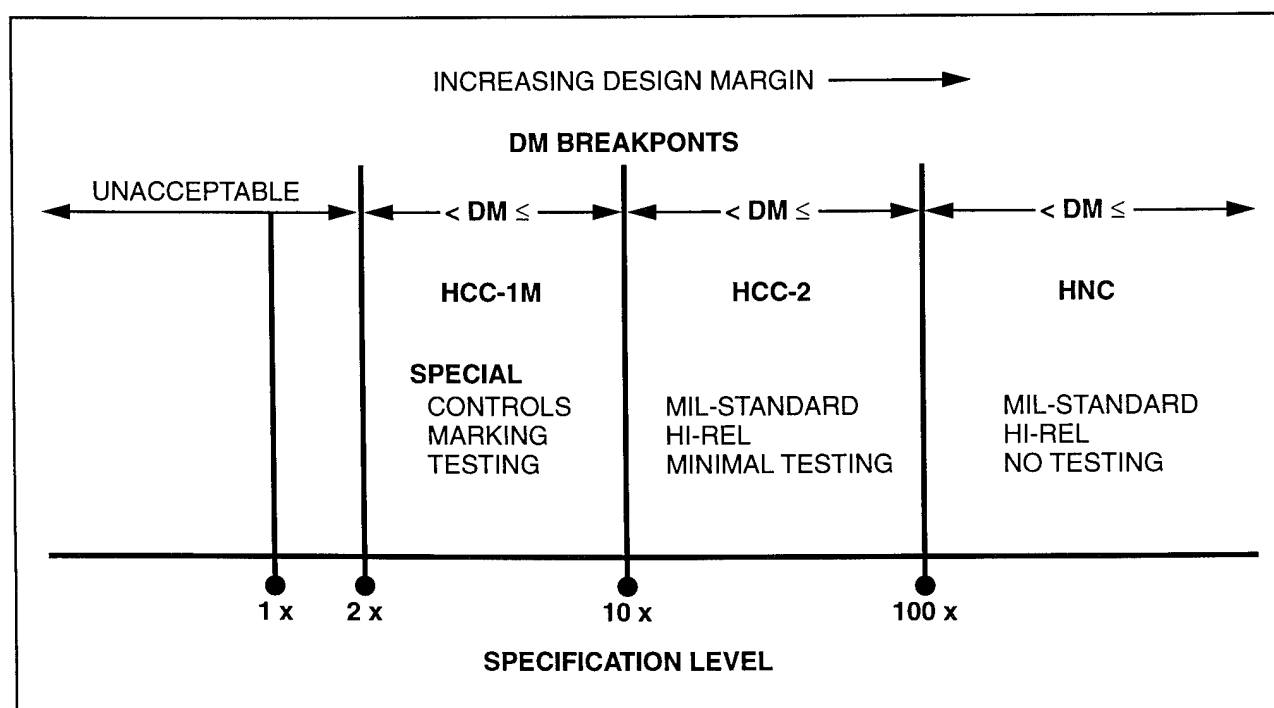 INCREASING DESIGN MARGIN
DM BREAKPONTS
UNACCEPTABLE
< DM ≤
< DM ≤
< DM ≤
HCC-1M
HCC-2
HNC
SPECIAL
CONTROLS
MARKING
TESTING
MIL-STANDARD
HI-REL
MINIMAL TESTING
MIL-STANDARD
HI-REL
NO TESTING
1 x
2 x
10 x
100 x
SPECIFICATION LEVEL